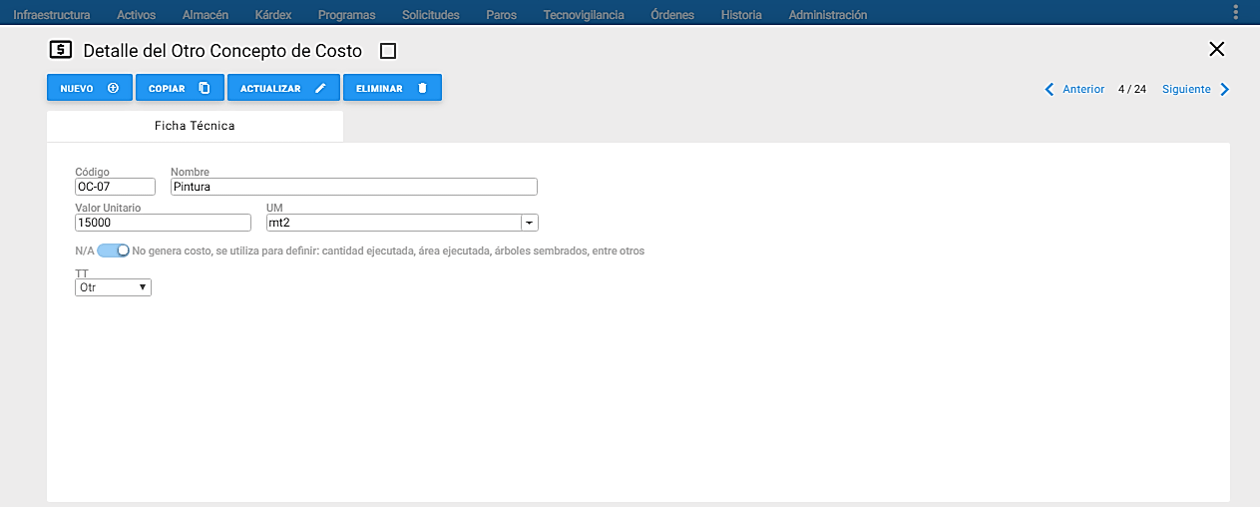 Infraestructura Activos Almacén Kárdex Programas Solicitudes Paros Tecnovigilancia Órdenes Historia Administración
Detalle del Otro Concepto de Costo
NUEVO COPIAR ACTUALIZAR ELIMINAR Anterior 4 / 24 Siguiente
Ficha Técnica
Código Nombre
OC-07 Pintura
Valor Unitario UM
15000 mt2
N/A No genera costo, se utiliza para definir: cantidad ejecutada, área ejecutada, árboles sembrados, entre otros
TT
Otr